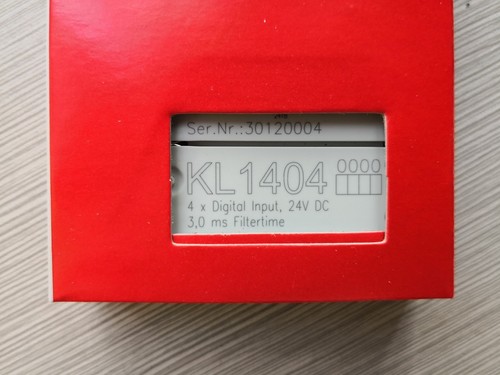 Ser.Nr.:30120004
KL1404 0000
4 x Digital Input, 24V DC
3,0 ms Filtertime